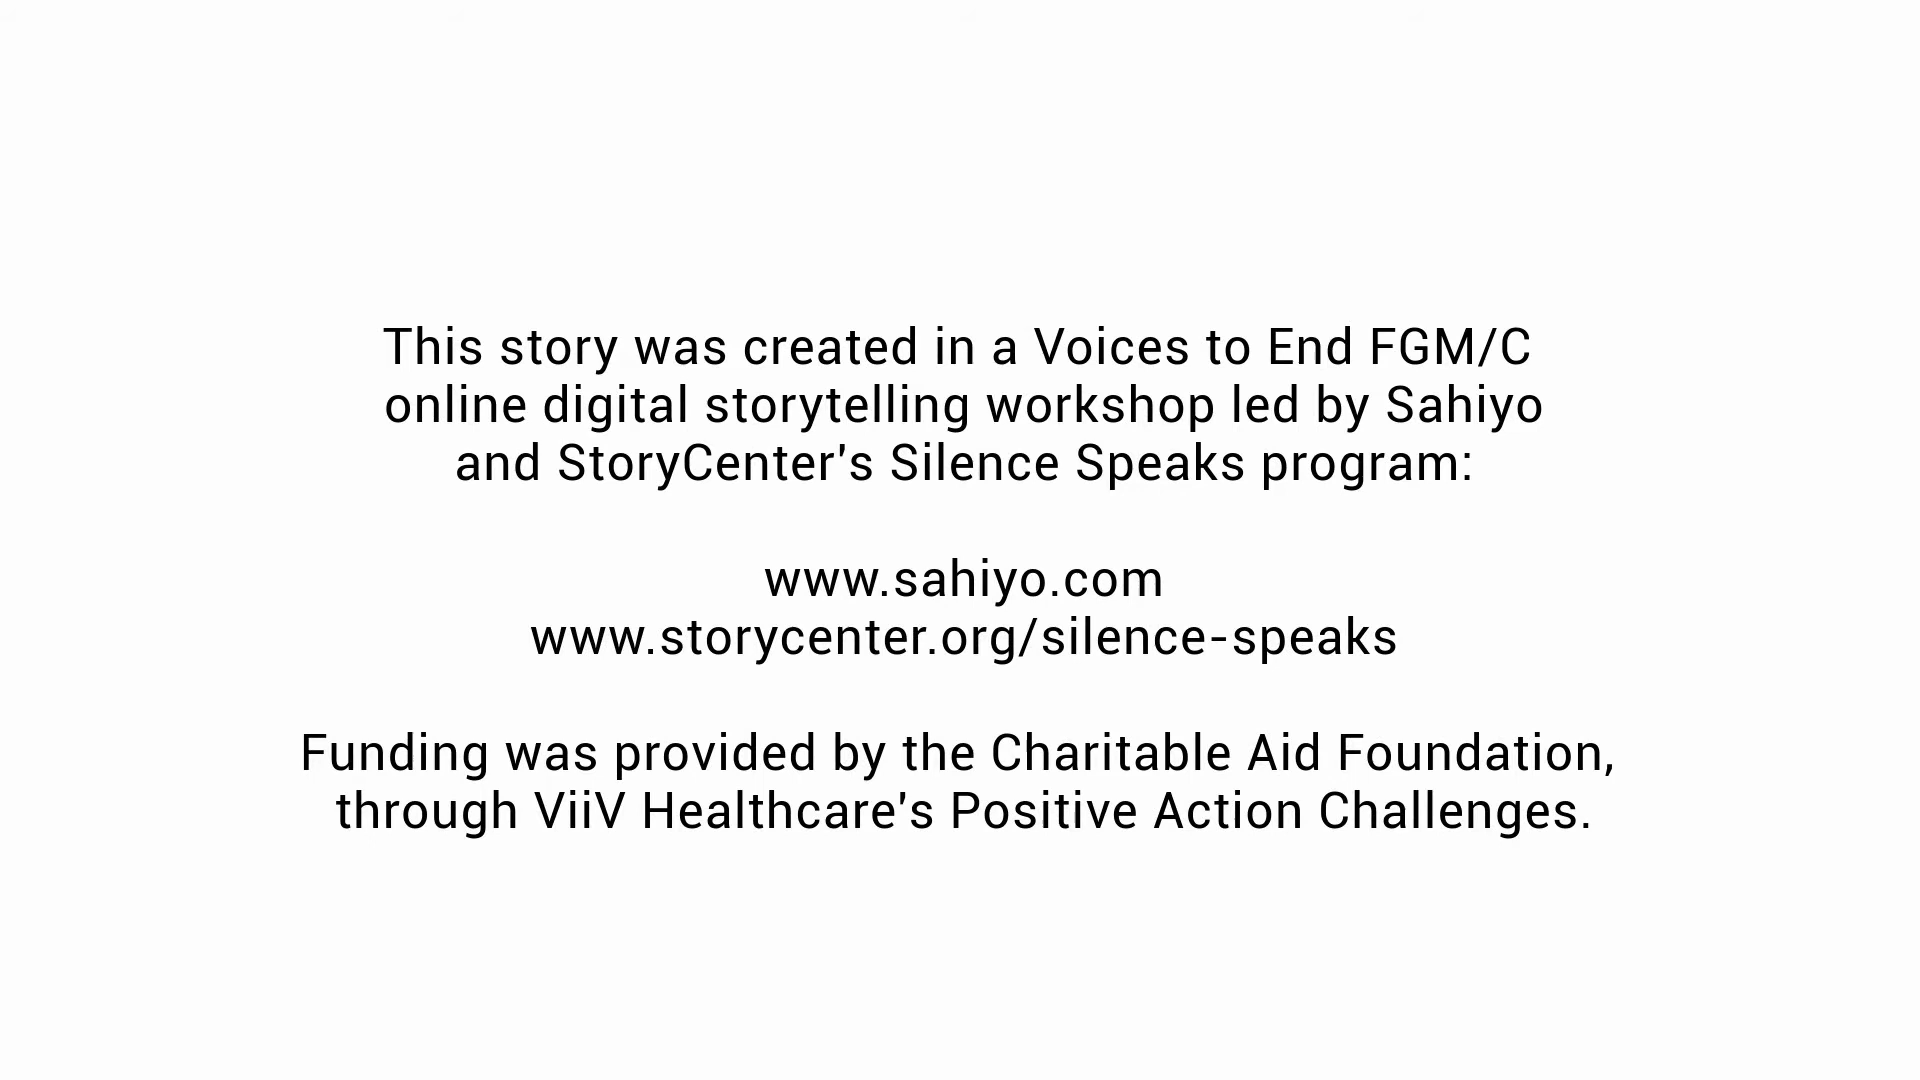 This story was created in a Voices to End FGM/C
online digital storytelling workshop led by Sahiyo
and StoryCenter's Silence Speaks program:
www.sahiyo.com
www.storycenter.org/silence-speaks
Funding was provided by the Charitable Aid Foundation,
through ViiV Healthcare's Positive Action Challenges.